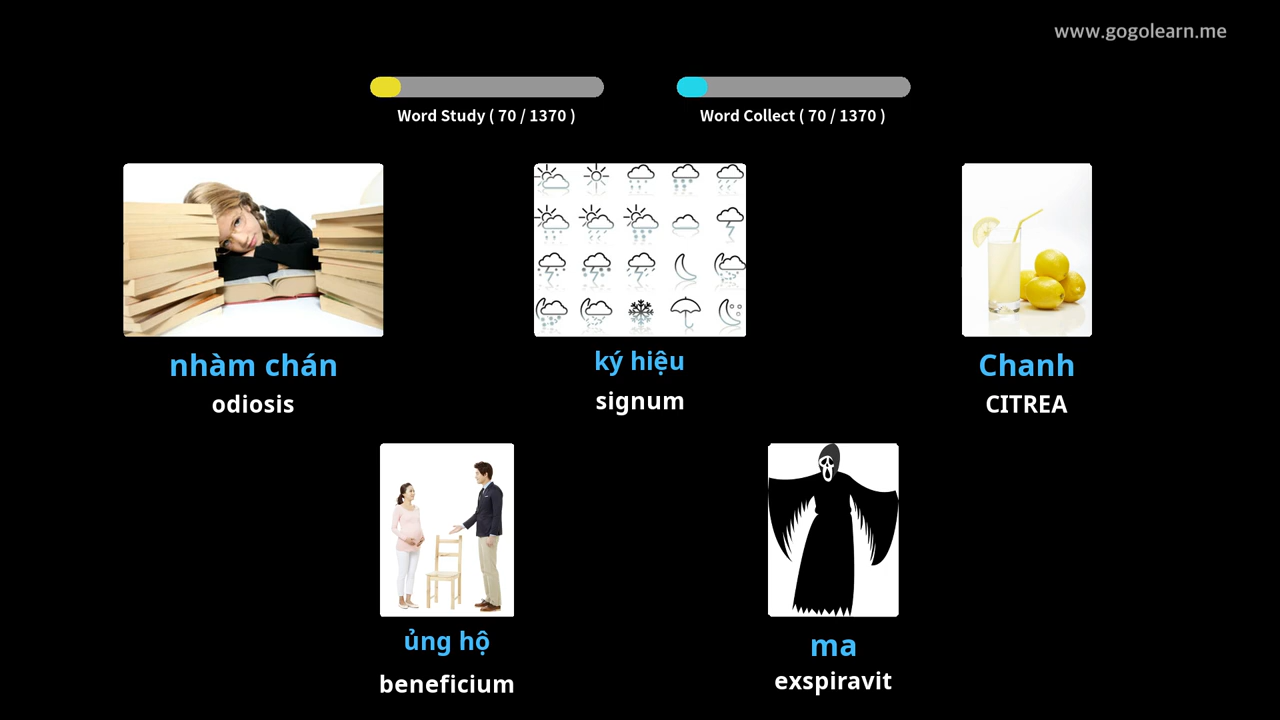 www.gogolearn.me
Word Study ( 70 / 1370 )
Word Collect ( 70 / 1370 )
nhàm chán
odiosis
ký hiệu
signum
Chanh
CITREA
ủng hộ
beneficium
ma
exspiravit